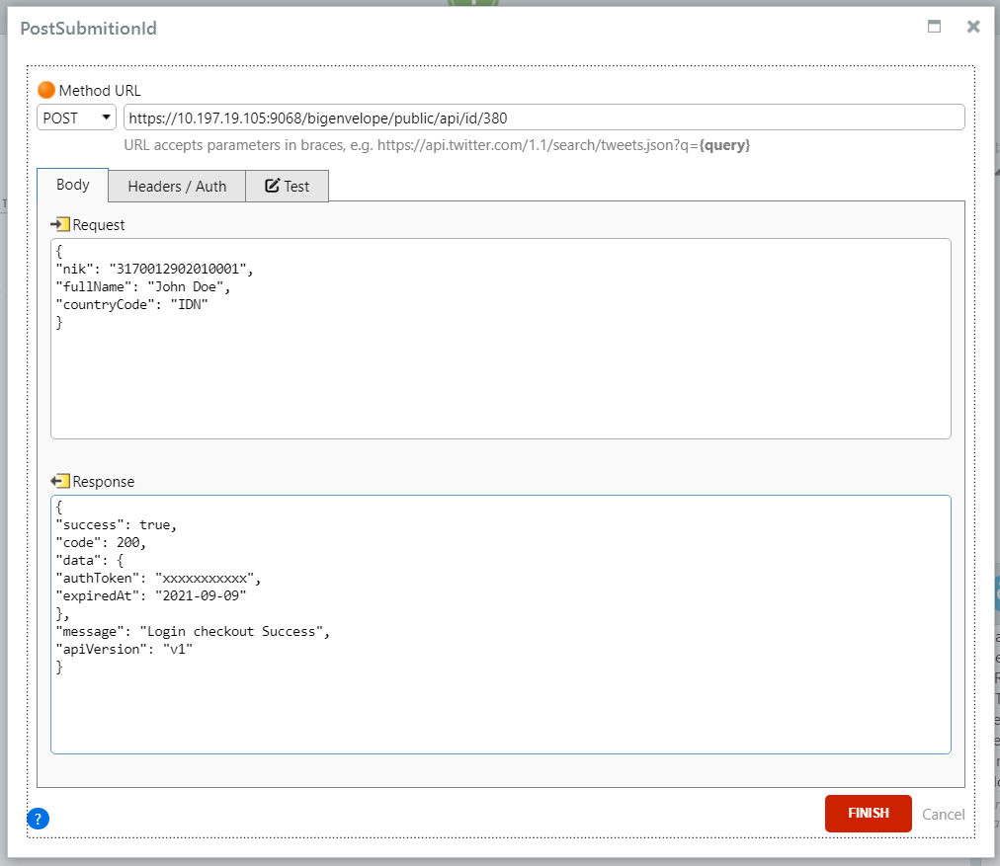 PostSubmitionId
Method URL
POST
https://10.197.19.105:9068/bigenvelope/public/api/id/380
URL accepts parameters in braces, e.g. https://api.twitter.com/1.1/search/tweets.json?q={query}
Body
Headers / Auth
Test
Request
{
"nik": "3170012902010001",
"fullName": "John Doe",
"countryCode": "IDN"
}
Response
{
"success": true,
"code": 200,
"data": {
"authToken": "xxxxxxxxxxx",
"expiredAt": "2021-09-09"
},
"message": "Login checkout Success",
"apiVersion": "v1"
}
?
FINISH
Cancel